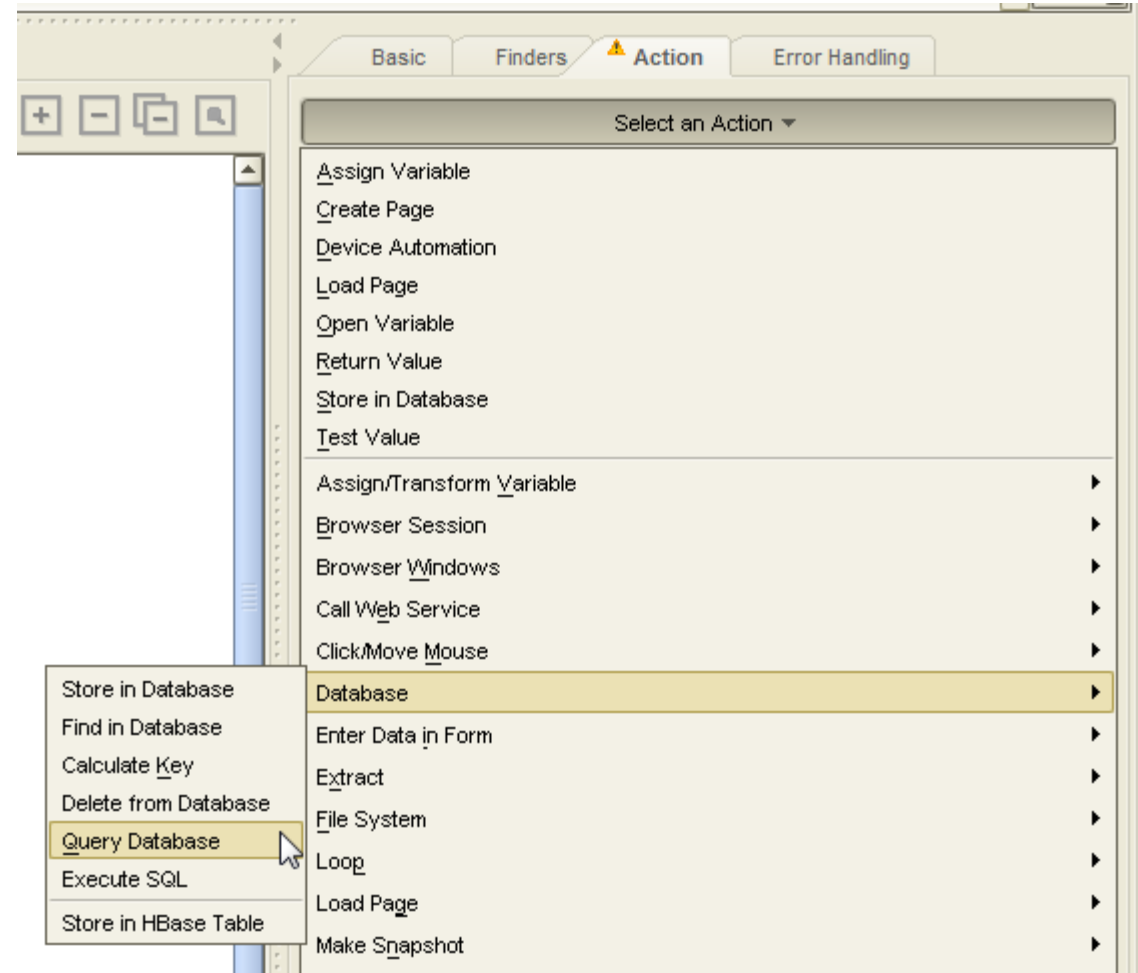 Basic
Finders
Action
Error Handling
Select an Action
Assign Variable
Create Page
Device Automation
Load Page
Open Variable
Return Value
Store in Database
Test Value
Assign/Transform Variable
Browser Session
Browser Windows
Call Web Service
Click/Move Mouse
Database
Enter Data in Form
Extract
File System
Loop
Load Page
Make Snapshot
Store in Database
Find in Database
Calculate Key
Delete from Database
Query Database
Execute SQL
Store in HBase Table